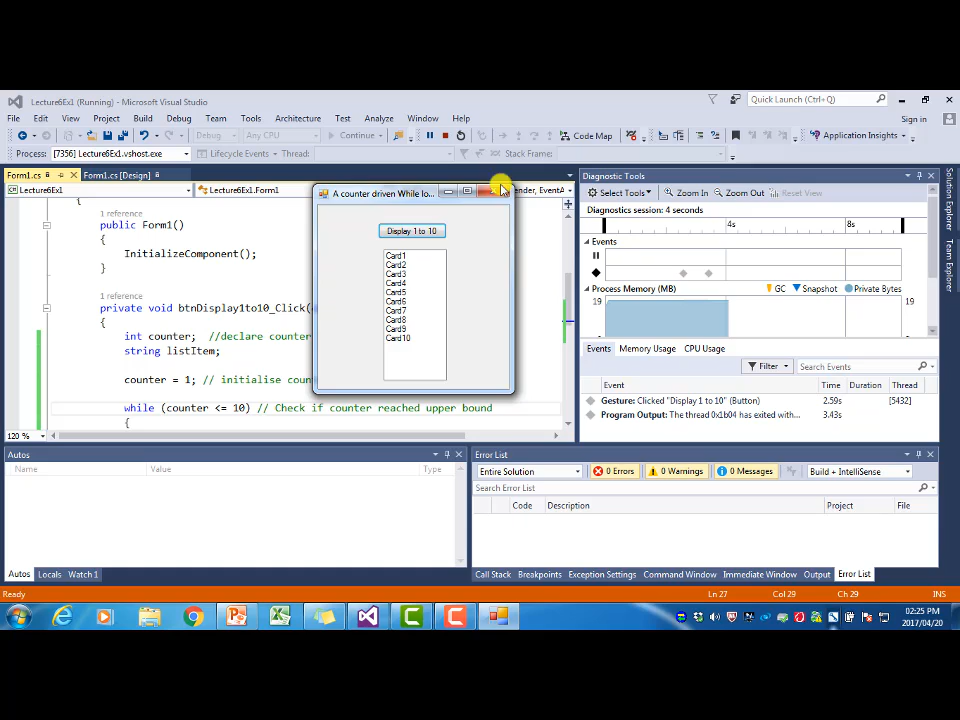 Lecture6Ex1 (Running) - Microsoft Visual Studio
Quick Launch (Ctrl+Q)
File Edit View Project Build Debug Team Tools Architecture Test Analyze Window Help
Sign in
Debug Any CPU Continue Code Map Application Insights
Process: [7356] Lecture6Ex1.vshost.exe Lifecycle Events Thread: Stack Frame:
Form1.cs Form1.cs [Design]
Lecture6Ex1 Lecture6Ex1.Form1 ender, EventA
1 reference
public Form1()
{
InitializeComponent();
}
1 reference
private void btnDisplay1to10_Click(
{
int counter; //declare counter
string listItem;
counter = 1; // initialise coun
while (counter <= 10) // Check if counter reached upper bound
{
120 %
A counter driven While lo...
Display 1 to 10
Card1
Card2
Card3
Card4
Card5
Card6
Card7
Card8
Card9
Card10
Diagnostic Tools
Select Tools Zoom In Zoom Out Reset View
Diagnostics session: 4 seconds
4s 8s
Events
Process Memory (MB) GC Snapshot Private Bytes
19 19
Events Memory Usage CPU Usage
Filter Search Events
Event Time Duration Thread
Gesture: Clicked "Display 1 to 10" (Button) 2.59s [5432]
Program Output: The thread 0x1b04 has exited with... 3.43s
Solution Explorer
Team Explorer
Autos
Name Value Type
Autos Locals Watch 1
Error List
Entire Solution 0 Errors 0 Warnings 0 Messages Build + IntelliSense
Search Error List
Code Description Project File
Call Stack Breakpoints Exception Settings Command Window Immediate Window Output Error List
Ready Ln 27 Col 29 Ch 29 INS
02:25 PM
2017/04/20